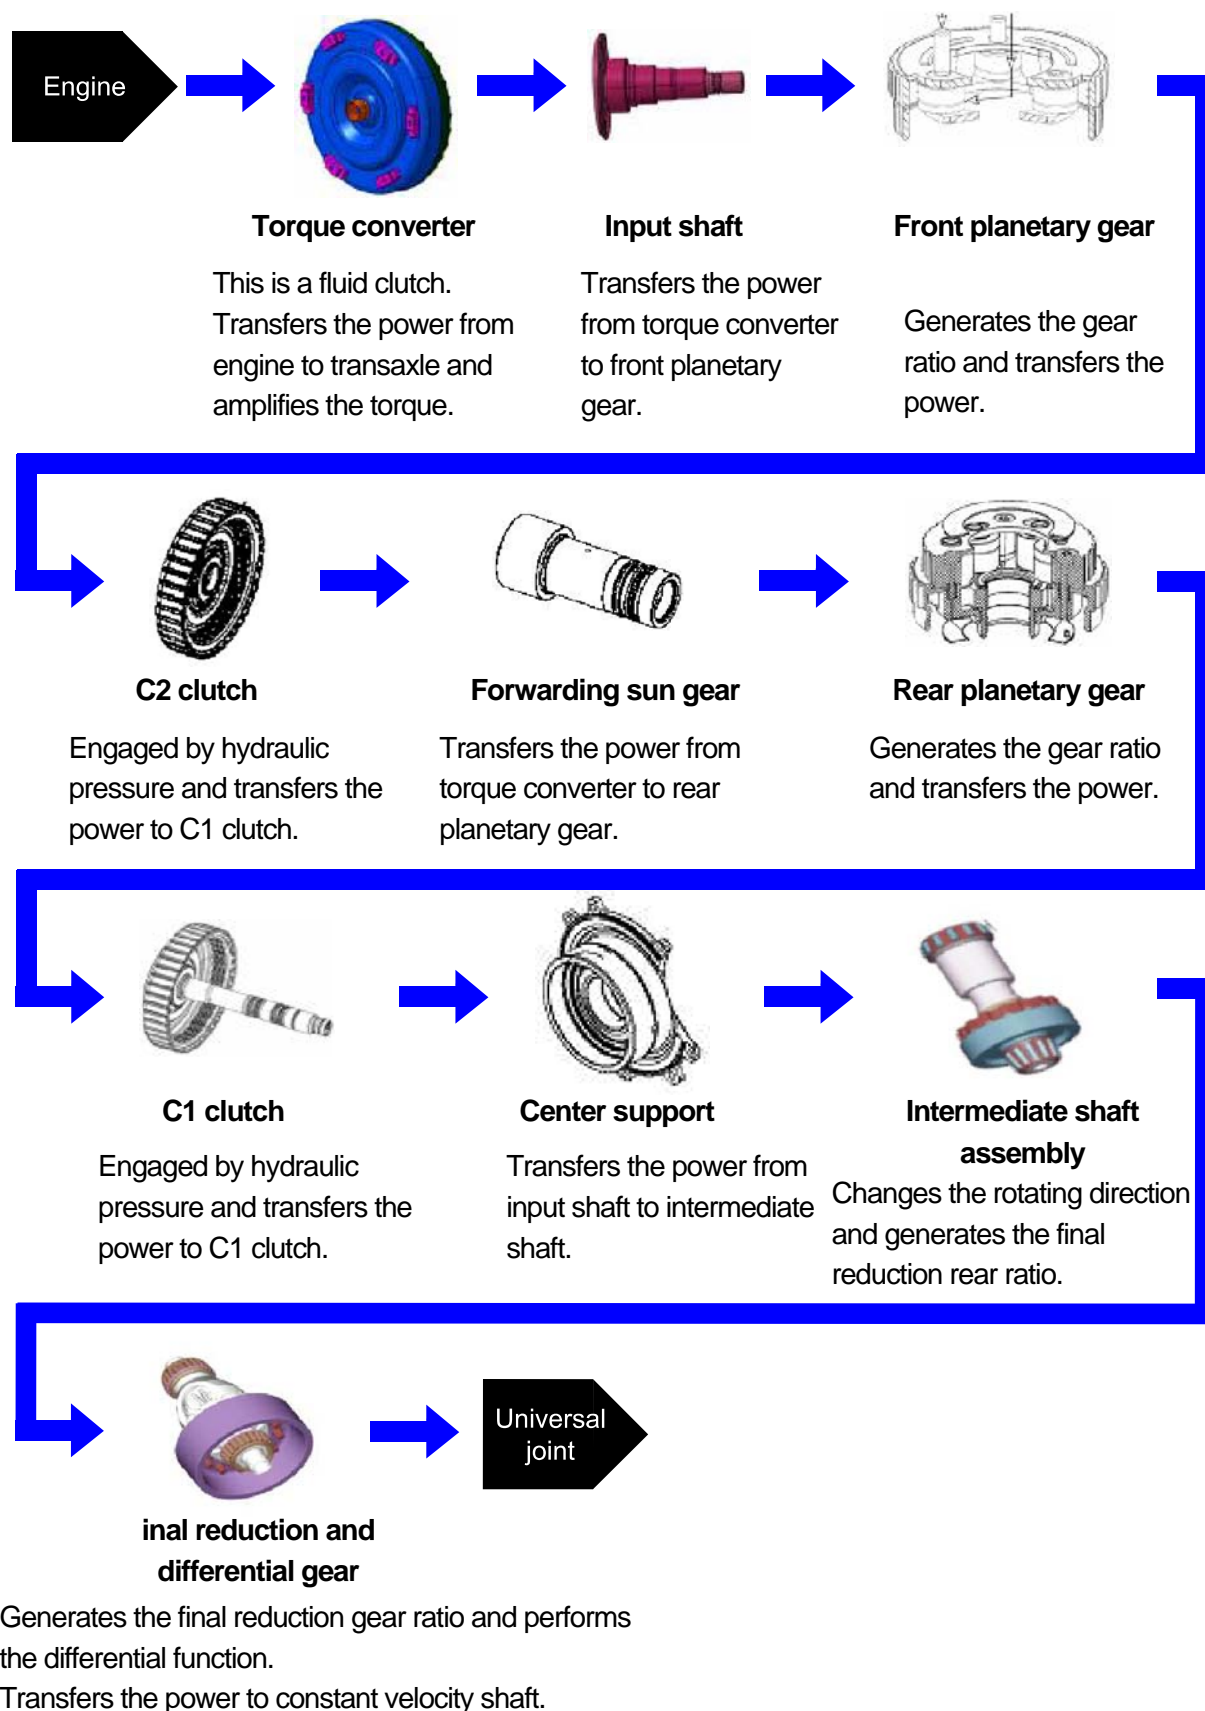 Engine
Torque converter
This is a fluid clutch.
Transfers the power from
engine to transaxle and
amplifies the torque.
Input shaft
Transfers the power
from torque converter
to front planetary
gear.
Front planetary gear
Generates the gear
ratio and transfers the
power.
C2 clutch
Engaged by hydraulic
pressure and transfers the
power to C1 clutch.
Forwarding sun gear
Transfers the power from
torque converter to rear
planetary gear.
Rear planetary gear
Generates the gear ratio
and transfers the power.
C1 clutch
Engaged by hydraulic
pressure and transfers the
power to C1 clutch.
Center support
Transfers the power from
input shaft to intermediate
shaft.
Intermediate shaft
assembly
Changes the rotating direction
and generates the final
reduction rear ratio.
inal reduction and
differential gear
Generates the final reduction gear ratio and performs
the differential function.
Transfers the power to constant velocity shaft.
Universal
joint